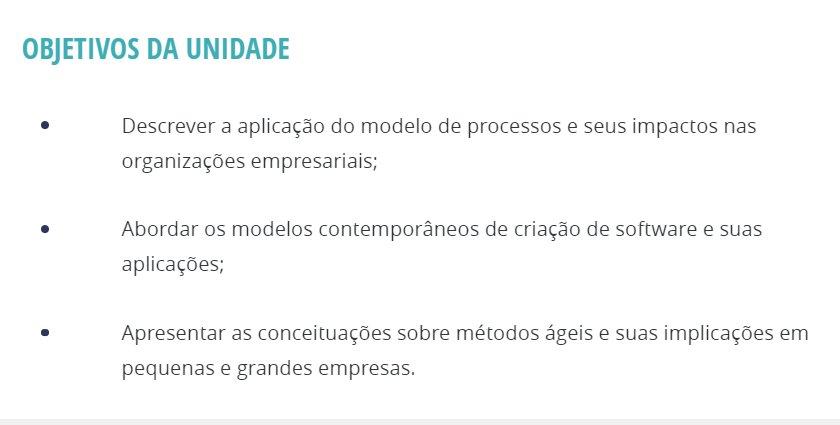 OBJETIVOS DA UNIDADE
• Descrever a aplicação do modelo de processos e seus impactos nas
organizações empresariais;
• Abordar os modelos contemporâneos de criação de software e suas
aplicações;
• Apresentar as conceituações sobre métodos ágeis e suas implicações em
pequenas e grandes empresas.